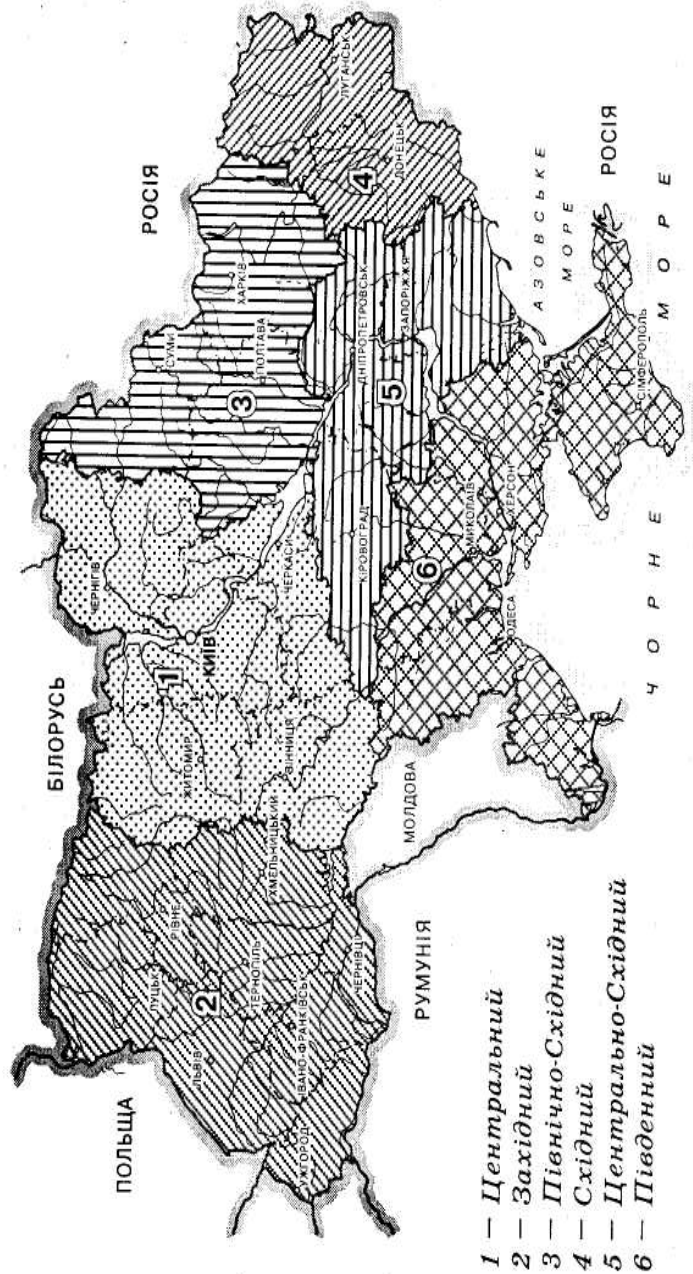 БІЛОРУСЬ
РОСІЯ
ПОЛЬЩА
ЧЕРНІГІВ
СУМИ
ЛУЦЬК
РІВНЕ
ЖИТОМИР
1
КИЇВ
3
ХАРКІВ
ПОЛТАВА
ЛЬВІВ
2
ТЕРНОПІЛЬ
ХМЕЛЬНИЦЬКИЙ
ВІННИЦЯ
ЧЕРКАСИ
ЛУГАНСЬК
4
ІВАНО-ФРАНКІВСЬК
УЖГОРОД
ЧЕРНІВЦІ
КІРОВОГРАД
ДНІПРОПЕТРОВСЬК
5
ДОНЕЦЬК
ЗАПОРІЖЖЯ
МОЛДОВА
РУМУНІЯ
6
МИКОЛАЇВ
ОДЕСА
ХЕРСОН
АЗОВСЬКЕ
МОРЕ
РОСІЯ
СІМФЕРОПОЛЬ
ЧОРНЕ МОРЕ
1 — Центральний
2 — Західний
3 — Північно-Східний
4 — Східний
5 — Центрально-Східний
6 — Південний